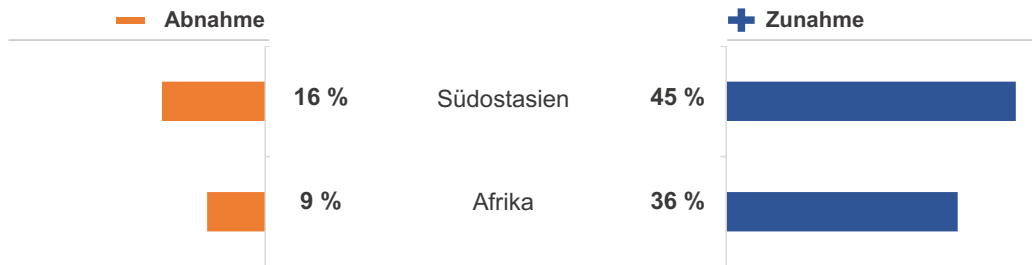 Abnahme Zunahme
16 % Südostasien 45 %
9 % Afrika 36 %